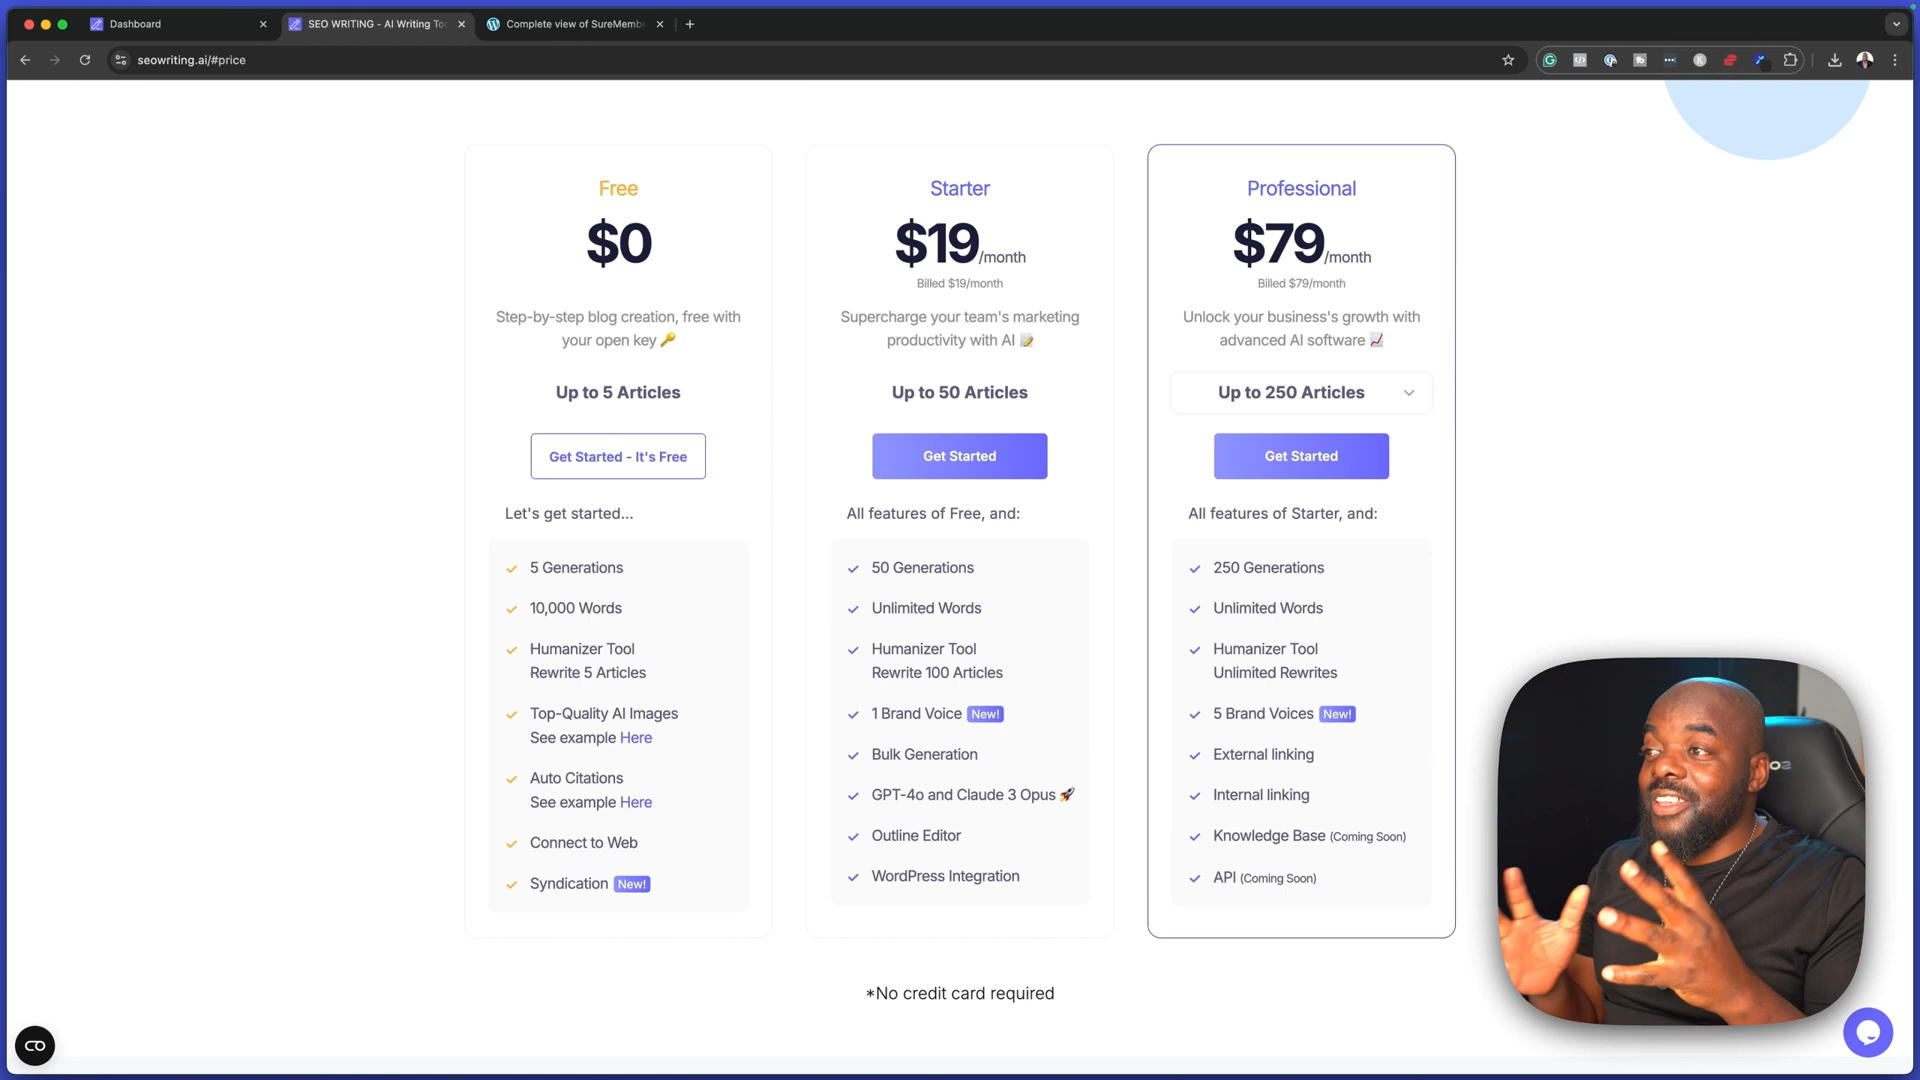 Dashboard
SEO WRITING - AI Writing To
Complete view of SureMemb
seowriting.ai/#price
Free
$0
Step-by-step blog creation, free with
your open key 🔑
Up to 5 Articles
Get Started - It's Free
Let's get started...
5 Generations
10,000 Words
Humanizer Tool
Rewrite 5 Articles
Top-Quality AI Images
See example Here
Auto Citations
See example Here
Connect to Web
Syndication New!
Starter
$19/month
Billed $19/month
Supercharge your team's marketing
productivity with AI 📝
Up to 50 Articles
Get Started
All features of Free, and:
50 Generations
Unlimited Words
Humanizer Tool
Rewrite 100 Articles
1 Brand Voice New!
Bulk Generation
GPT-4o and Claude 3 Opus 🚀
Outline Editor
WordPress Integration
Professional
$79/month
Billed $79/month
Unlock your business's growth with
advanced AI software 📈
Up to 250 Articles
Get Started
All features of Starter, and:
250 Generations
Unlimited Words
Humanizer Tool
Unlimited Rewrites
5 Brand Voices New!
External linking
Internal linking
Knowledge Base (Coming Soon)
API (Coming Soon)
*No credit card required